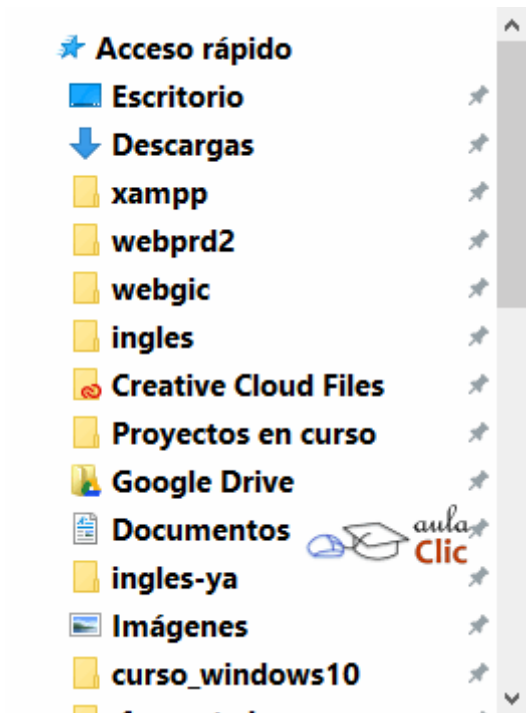 Acceso rápido
Escritorio
Descargas
xampp
webprd2
webgic
ingles
Creative Cloud Files
Proyectos en curso
Google Drive
Documentos
aula
Clic
ingles-ya
Imágenes
curso_windows10